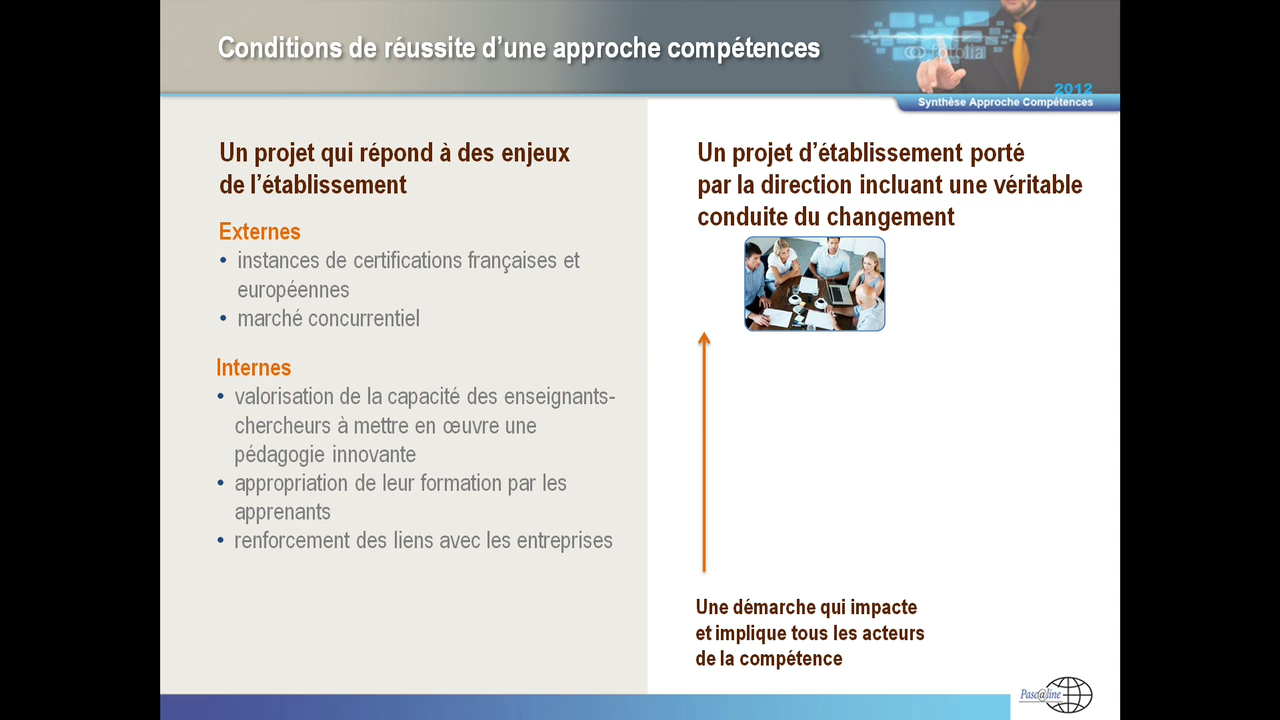 Conditions de réussite d'une approche compétences
fotolia
2012
Synthèse Approche Compétences
Un projet qui répond à des enjeux
de l'établissement
Externes
• instances de certifications françaises et
européennes
• marché concurrentiel
Internes
• valorisation de la capacité des enseignants-
chercheurs à mettre en œuvre une
pédagogie innovante
• appropriation de leur formation par les
apprenants
• renforcement des liens avec les entreprises
Un projet d'établissement porté
par la direction incluant une véritable
conduite du changement
Une démarche qui impacte
et implique tous les acteurs
de la compétence
Pasc@line